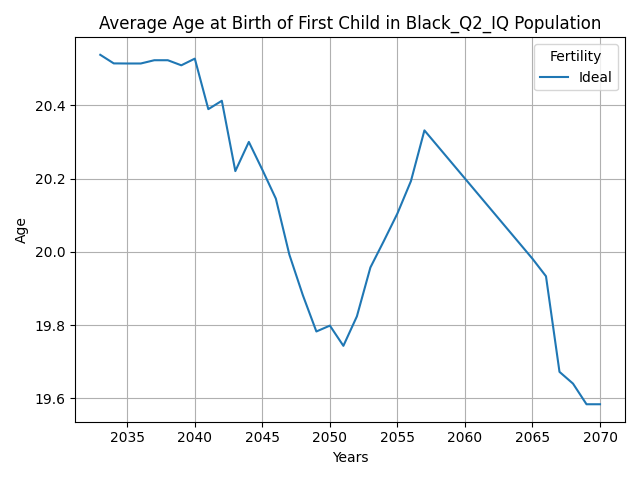 Average Age at Birth of First Child in Black_Q2_IQ Population
Fertility
Ideal
Age
20.4
20.2
20.0
19.8
19.6
2035 2040 2045 2050 2055 2060 2065 2070
Years